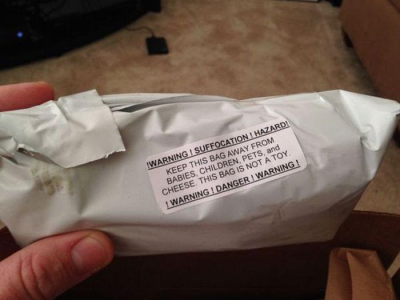 !WARNING ! SUFFOCATION ! HAZARD!
KEEP THIS BAG AWAY FROM
BABIES, CHILDREN, PETS, and
CHEESE. THIS BAG IS NOT A TOY
! WARNING ! DANGER ! WARNING !